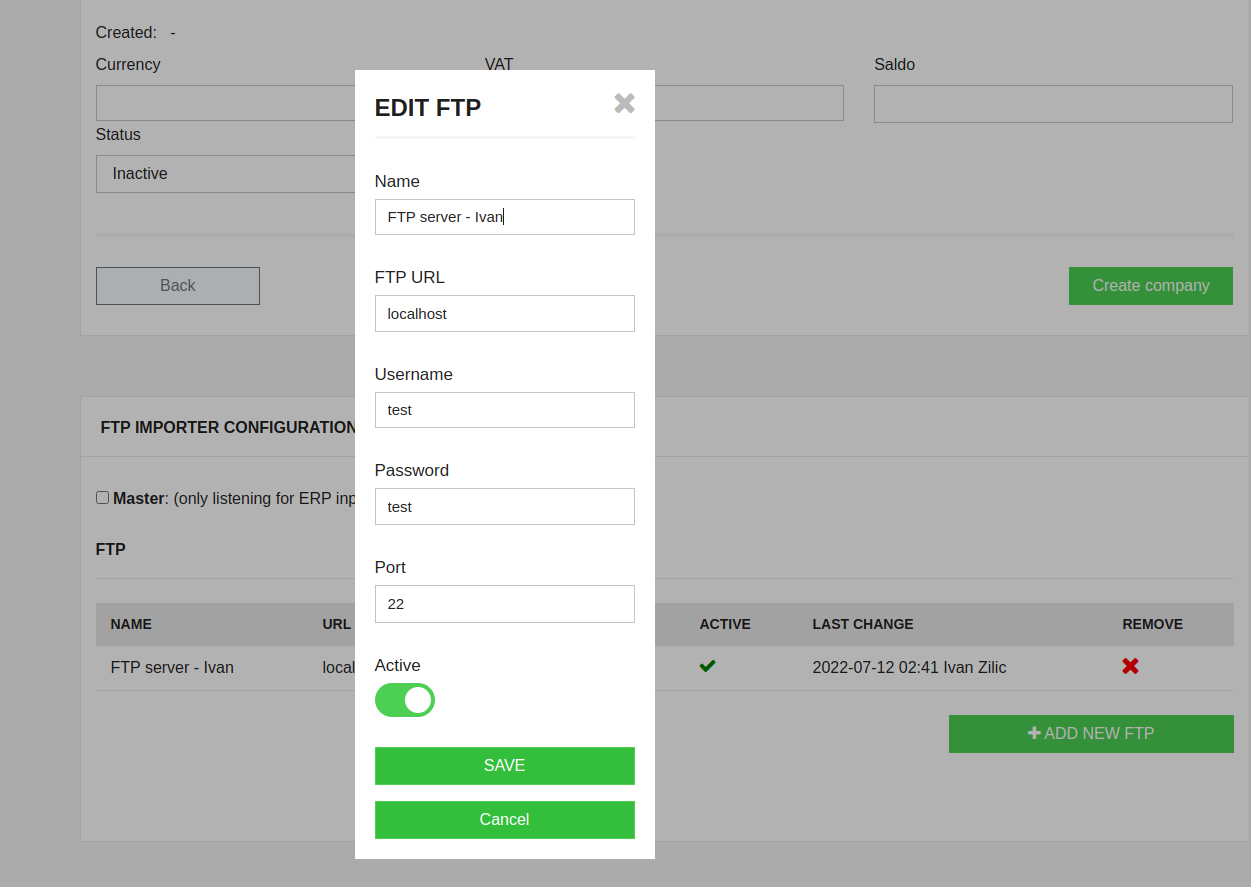 Created: -
Currency
VAT
Saldo
Status
Inactive
Back
Create company
FTP IMPORTER CONFIGURATION
Master: (only listening for ERP inp
FTP
NAME
URL
ACTIVE
LAST CHANGE
REMOVE
FTP server - Ivan
local
2022-07-12 02:41 Ivan Zilic
ADD NEW FTP
EDIT FTP
Name
FTP server - Ivan
FTP URL
localhost
Username
test
Password
test
Port
22
Active
SAVE
Cancel